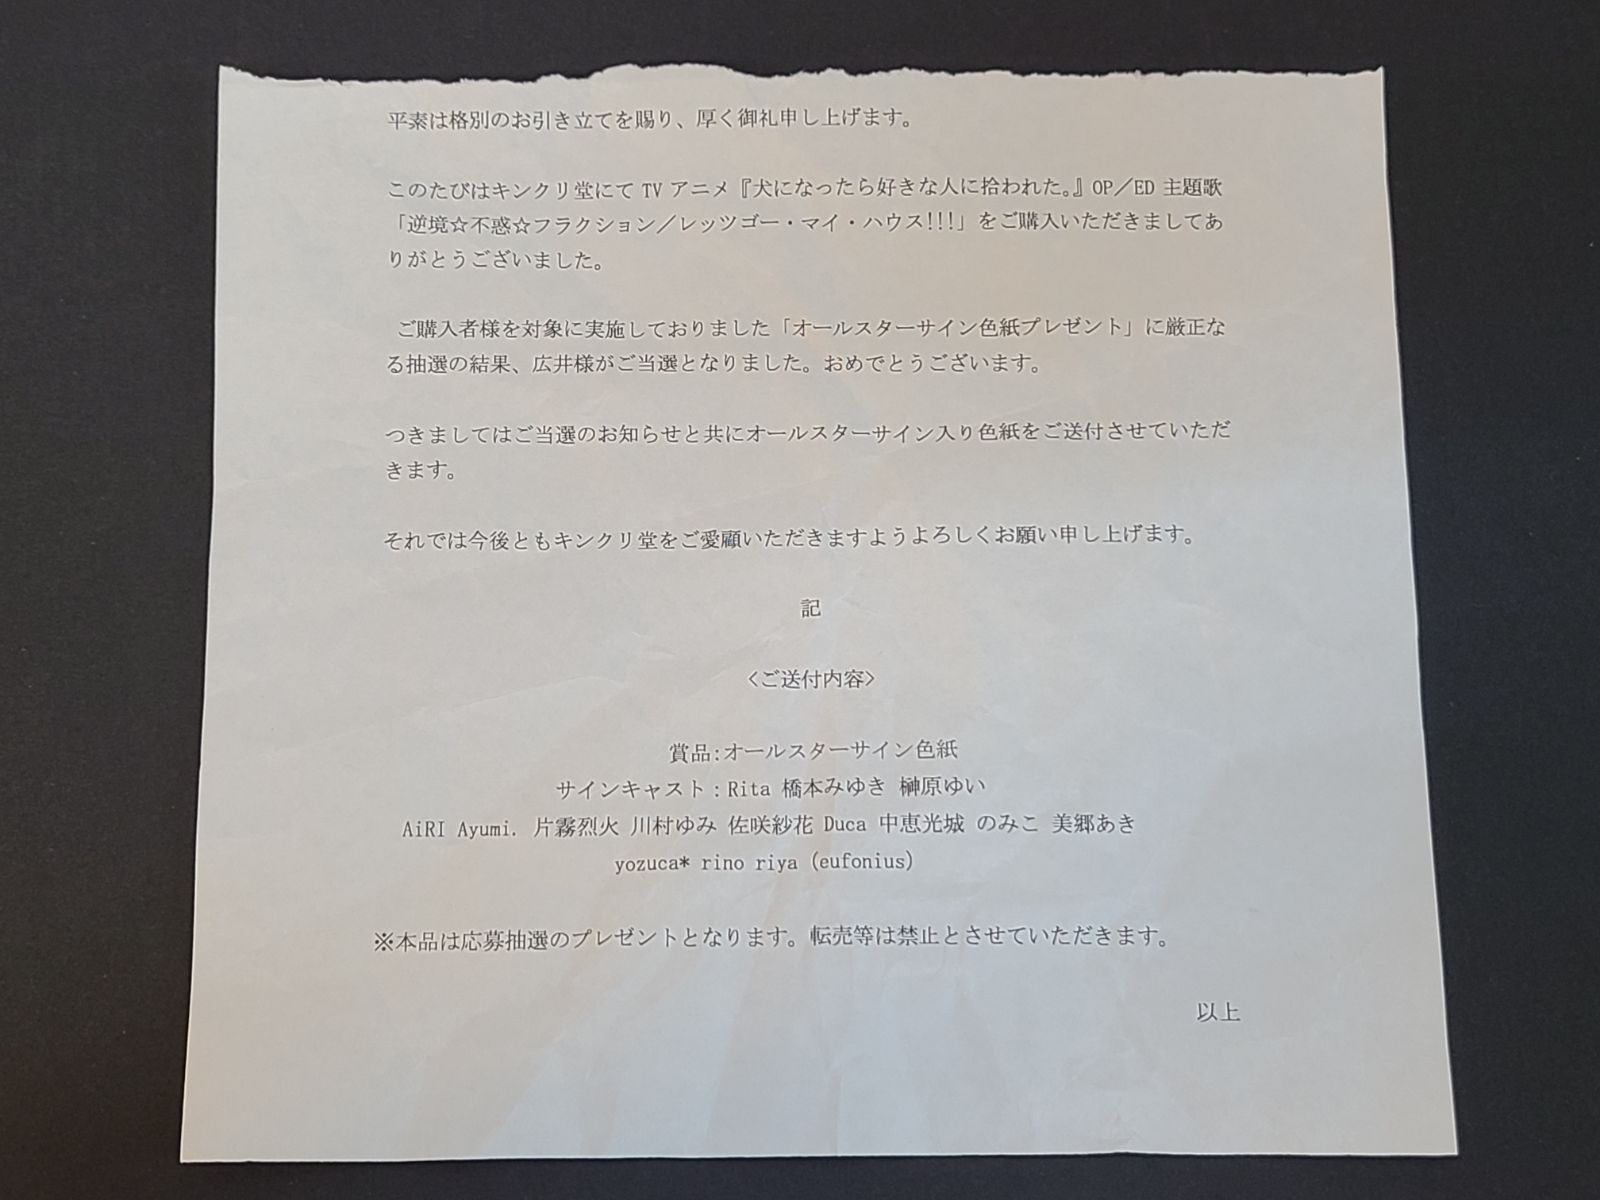 平素は格別のお引き立てを賜り、厚く御礼申し上げます。
このたびはキンクリ堂にて TV アニメ『犬になったら好きな人に拾われた。』OP／ED 主題歌
「逆境☆不惑☆フラクション／レッツゴー・マイ・ハウス!!!」をご購入いただきましてあ
りがとうございました。
ご購入者様を対象に実施しておりました「オールスターサイン色紙プレゼント」に厳正な
る抽選の結果、広井様がご当選となりました。おめでとうございます。
つきましてはご当選のお知らせと共にオールスターサイン入り色紙をご送付させていただ
きます。
それでは今後ともキンクリ堂をご愛顧いただきますようよろしくお願い申し上げます。
記
<ご送付内容>
賞品:オールスターサイン色紙
サインキャスト：Rita 橋本みゆき 榊原ゆい
AiRI Ayumi. 片霧烈火 川村ゆみ 佐咲紗花 Duca 中恵光城 のみこ 美郷あき
yozuca* rino riya (eufonius)
※本品は応募抽選のプレゼントとなります。転売等は禁止とさせていただきます。
以上